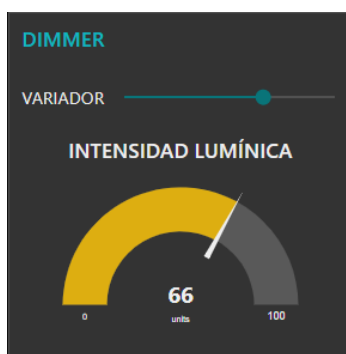 DIMMER
VARIADOR
INTENSIDAD LUMÍNICA
66
units
0
100